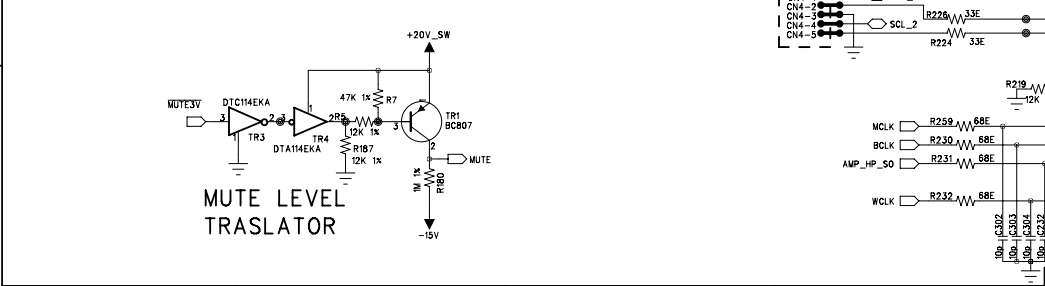 CN4-2
CN4-3
CN4-4
CN4-5
SCL_2
R226
33E
R224
33E
+20V_SW
MUTE3V
DTC114EKA
3
1
2
TR3
3
1
TR4
DTA114EKA
2
R5
12K 1%
47K 1%
R7
R187
12K 1%
3
TR1
BC807
2
MUTE
1M 1%
R180
-15V
MUTE LEVEL
TRASLATOR
R219
12K
MCLK
R259
68E
BCLK
R230
68E
AMP_HP_SO
R231
68E
WCLK
R232
68E
C302
10p
C303
10p
C304
10p
C232
10p